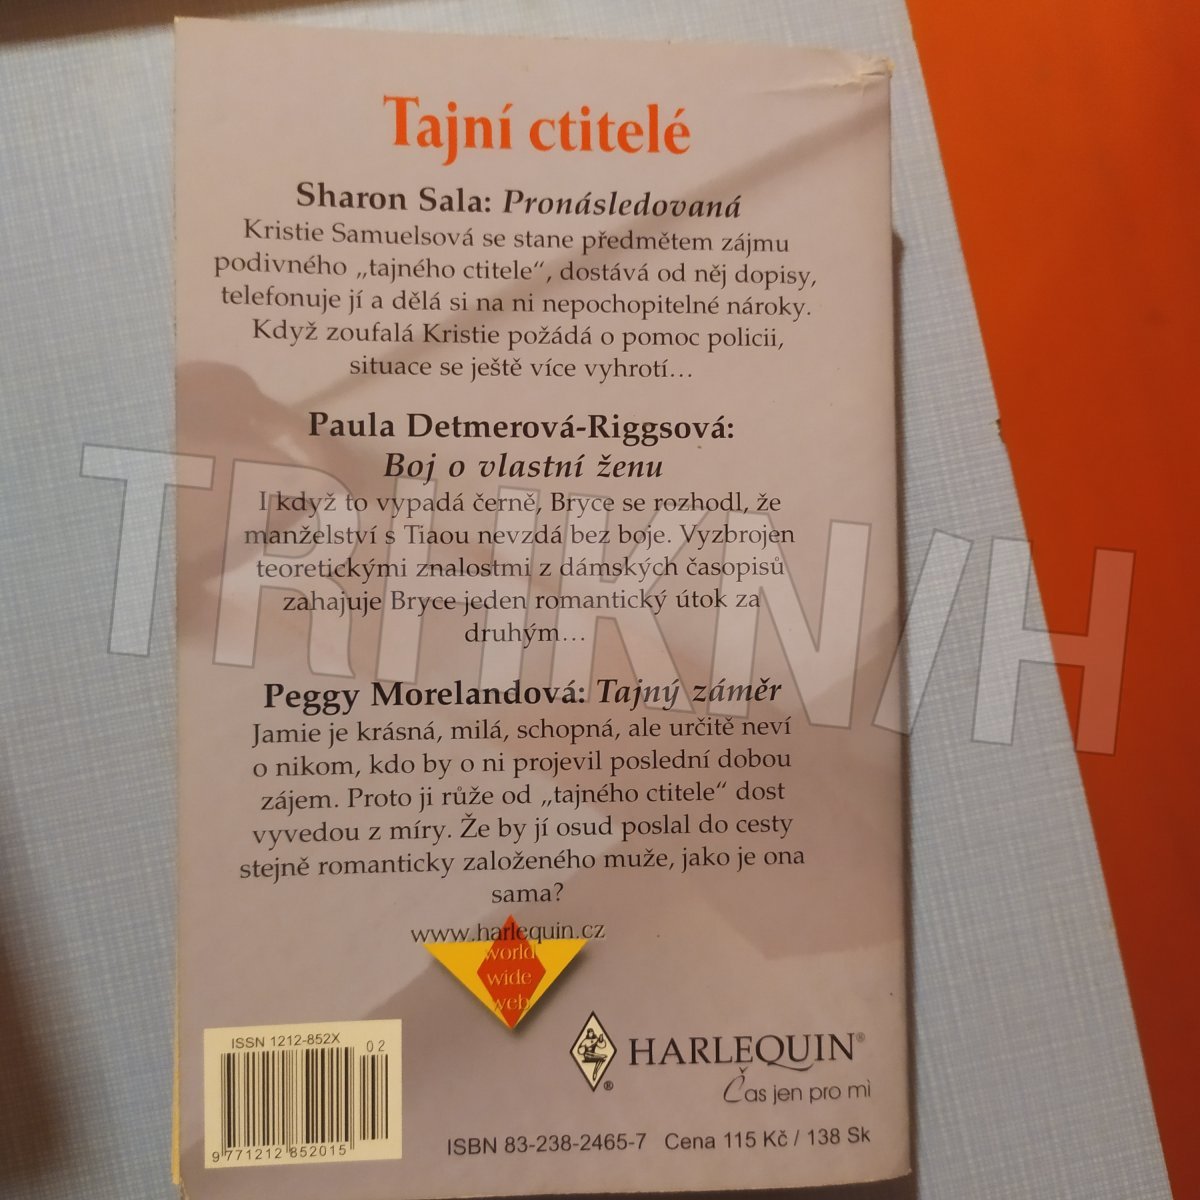 Tajní ctitelé
Sharon Sala: Pronásledovaná
Kristie Samuelsová se stane předmětem zájmu
podivného „tajného ctitele“, dostává od něj dopisy,
telefonuje jí a dělá si na ni nepochopitelné nároky.
Když zoufalá Kristie požádá o pomoc policii,
situace se ještě více vyhrotí…
Paula Detmerová-Riggsová:
Boj o vlastní ženu
I když to vypadá černě, Bryce se rozhodl, že
manželství s Tiaou nevzdá bez boje. Vyzbrojen
teoretickými znalostmi z dámských časopisů
zahajuje Bryce jeden romantický útok za
druhým…
Peggy Morelandová: Tajný záměr
Jamie je krásná, milá, schopná, ale určitě neví
o nikom, kdo by o ni projevil poslední dobou
zájem. Proto ji růže od „tajného ctitele“ dost
vyvedou z míry. Že by jí osud poslal do cesty
stejně romanticky založeného muže, jako je ona
sama?
www.harlequin.cz
world
wide
web
ISSN 1212-852X
02
9 771212 852015
HARLEQUIN®
®
Čas jen pro mì
ISBN 83-238-2465-7 Cena 115 Kč / 138 Sk
TRHKNIH